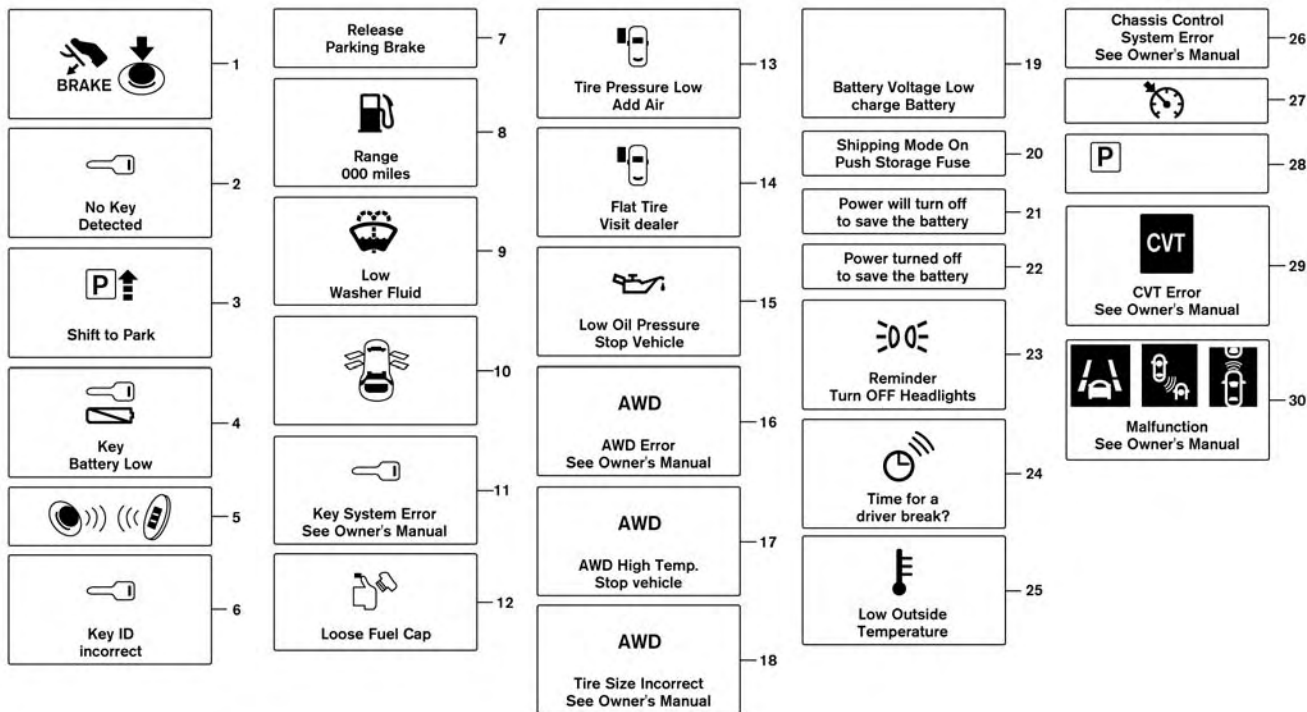 BRAKE
1
No Key
Detected
2
P
Shift to Park
3
Key
Battery Low
4
5
Key ID
incorrect
6
Release
Parking Brake
7
Range
000 miles
8
Low
Washer Fluid
9
10
Key System Error
See Owner's Manual
11
Loose Fuel Cap
12
Tire Pressure Low
Add Air
13
Flat Tire
Visit dealer
14
Low Oil Pressure
Stop Vehicle
15
AWD
AWD Error
See Owner's Manual
16
AWD
AWD High Temp.
Stop vehicle
17
AWD
Tire Size Incorrect
See Owner's Manual
18
Battery Voltage Low
charge Battery
19
Shipping Mode On
Push Storage Fuse
20
Power will turn off
to save the battery
21
Power turned off
to save the battery
22
Reminder
Turn OFF Headlights
23
Time for a
driver break?
24
Low Outside
Temperature
25
Chassis Control
System Error
See Owner's Manual
26
27
P
28
CVT
CVT Error
See Owner's Manual
29
Malfunction
See Owner's Manual
30